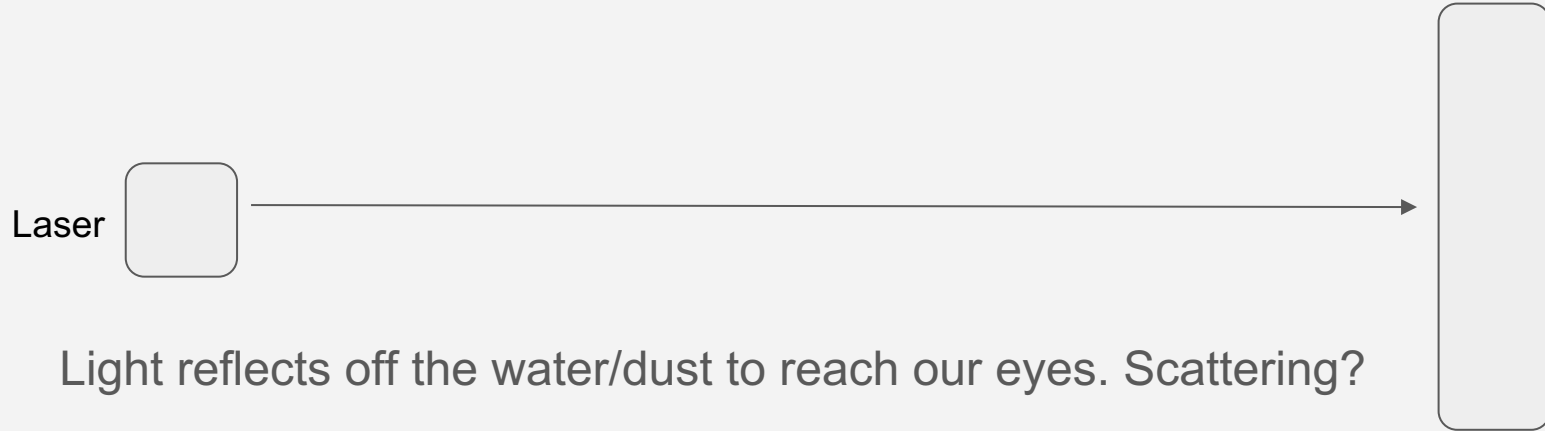 Laser
Light reflects off the water/dust to reach our eyes. Scattering?